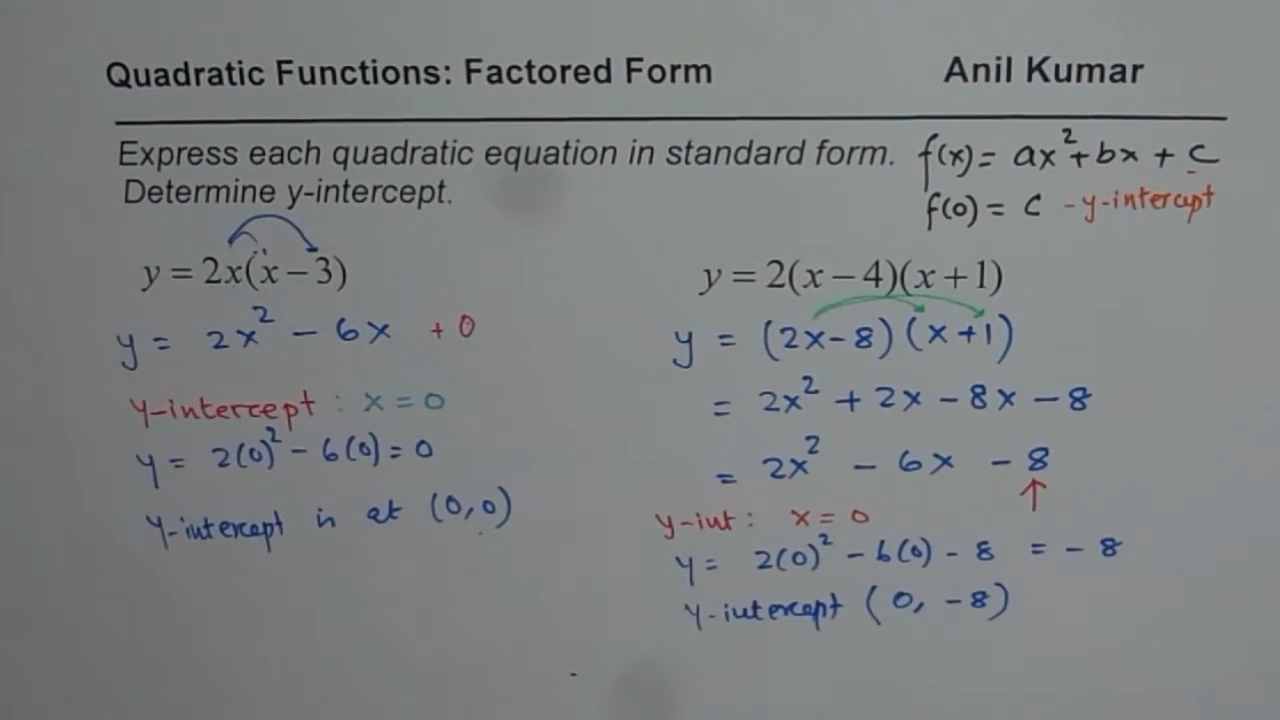 Quadratic Functions: Factored Form Anil Kumar
Express each quadratic equation in standard form. f(x) = ax²+bx + c
Determine y-intercept. f(0) = c - y-intercept
y = 2x(x − 3)
y = 2x² − 6x + 0
y-intercept : x = 0
y = 2(0)² − 6(0) = 0
y-intercept is at (0,0)
y = 2(x − 4)(x + 1)
y = (2x−8)(x+1)
= 2x² + 2x − 8x − 8
= 2x² − 6x − 8
y-int : x = 0
y = 2(0)² − 6(0) − 8 = − 8
y-intercept (0, −8)